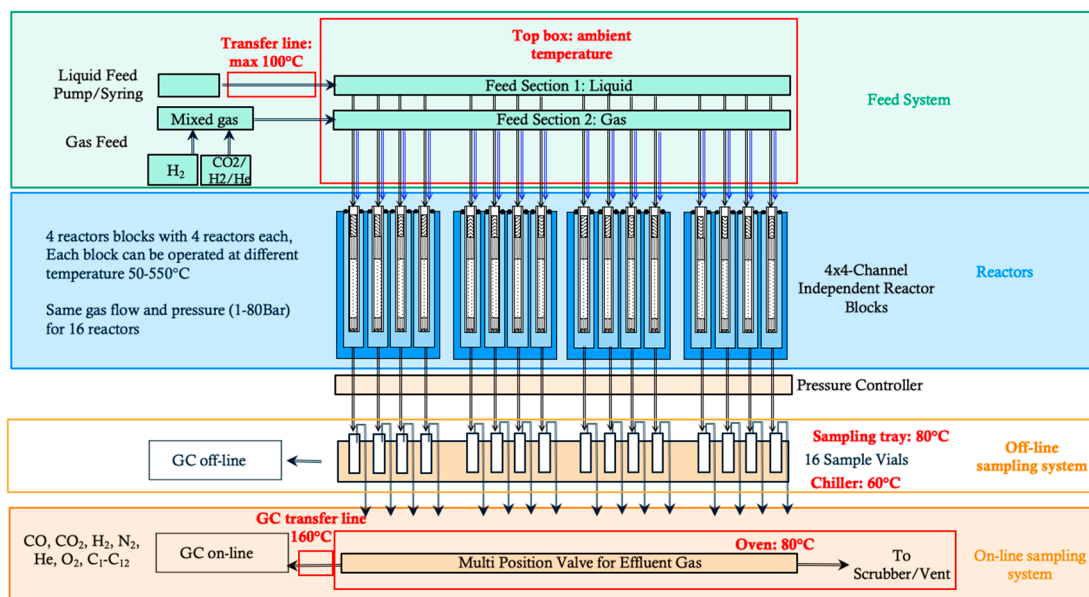 Transfer line:
max 100°C
Top box: ambient
temperature
Liquid Feed
Pump/Syring
Feed Section 1: Liquid
Feed System
Mixed gas
Feed Section 2: Gas
Gas Feed
H₂
CO2/
H2/He
4 reactors blocks with 4 reactors each,
Each block can be operated at different
temperature 50-550°C
Same gas flow and pressure (1-80Bar)
for 16 reactors
4x4-Channel
Independent Reactor
Blocks
Reactors
Pressure Controller
GC off-line
Sampling tray: 80°C
16 Sample Vials
Chiller: 60°C
Off-line
sampling system
GC transfer line
160°C
CO, CO₂, H₂, N₂,
He, O₂, C₁-C₁₂
GC on-line
Oven: 80°C
Multi Position Valve for Effluent Gas
To
Scrubber/Vent
On-line sampling
system